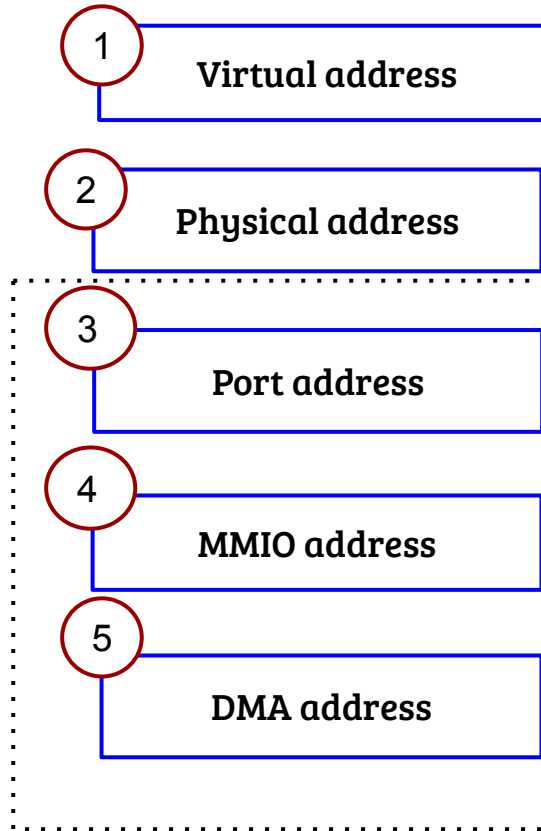 1
Virtual address
2
Physical address
3
Port address
4
MMIO address
5
DMA address